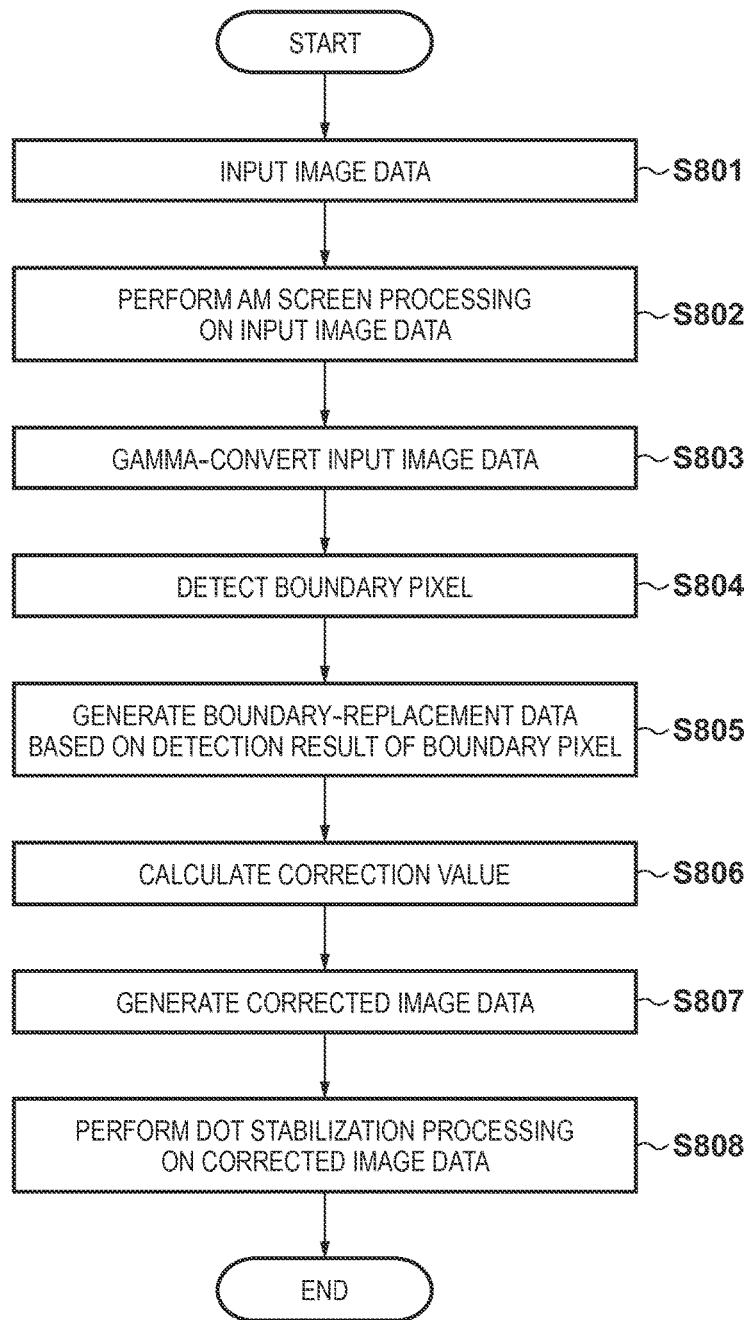 START
INPUT IMAGE DATA
S801
PERFORM AM SCREEN PROCESSING
ON INPUT IMAGE DATA
S802
GAMMA-CONVERT INPUT IMAGE DATA
S803
DETECT BOUNDARY PIXEL
S804
GENERATE BOUNDARY-REPLACEMENT DATA
BASED ON DETECTION RESULT OF BOUNDARY PIXEL
S805
CALCULATE CORRECTION VALUE
S806
GENERATE CORRECTED IMAGE DATA
S807
PERFORM DOT STABILIZATION PROCESSING
ON CORRECTED IMAGE DATA
S808
END